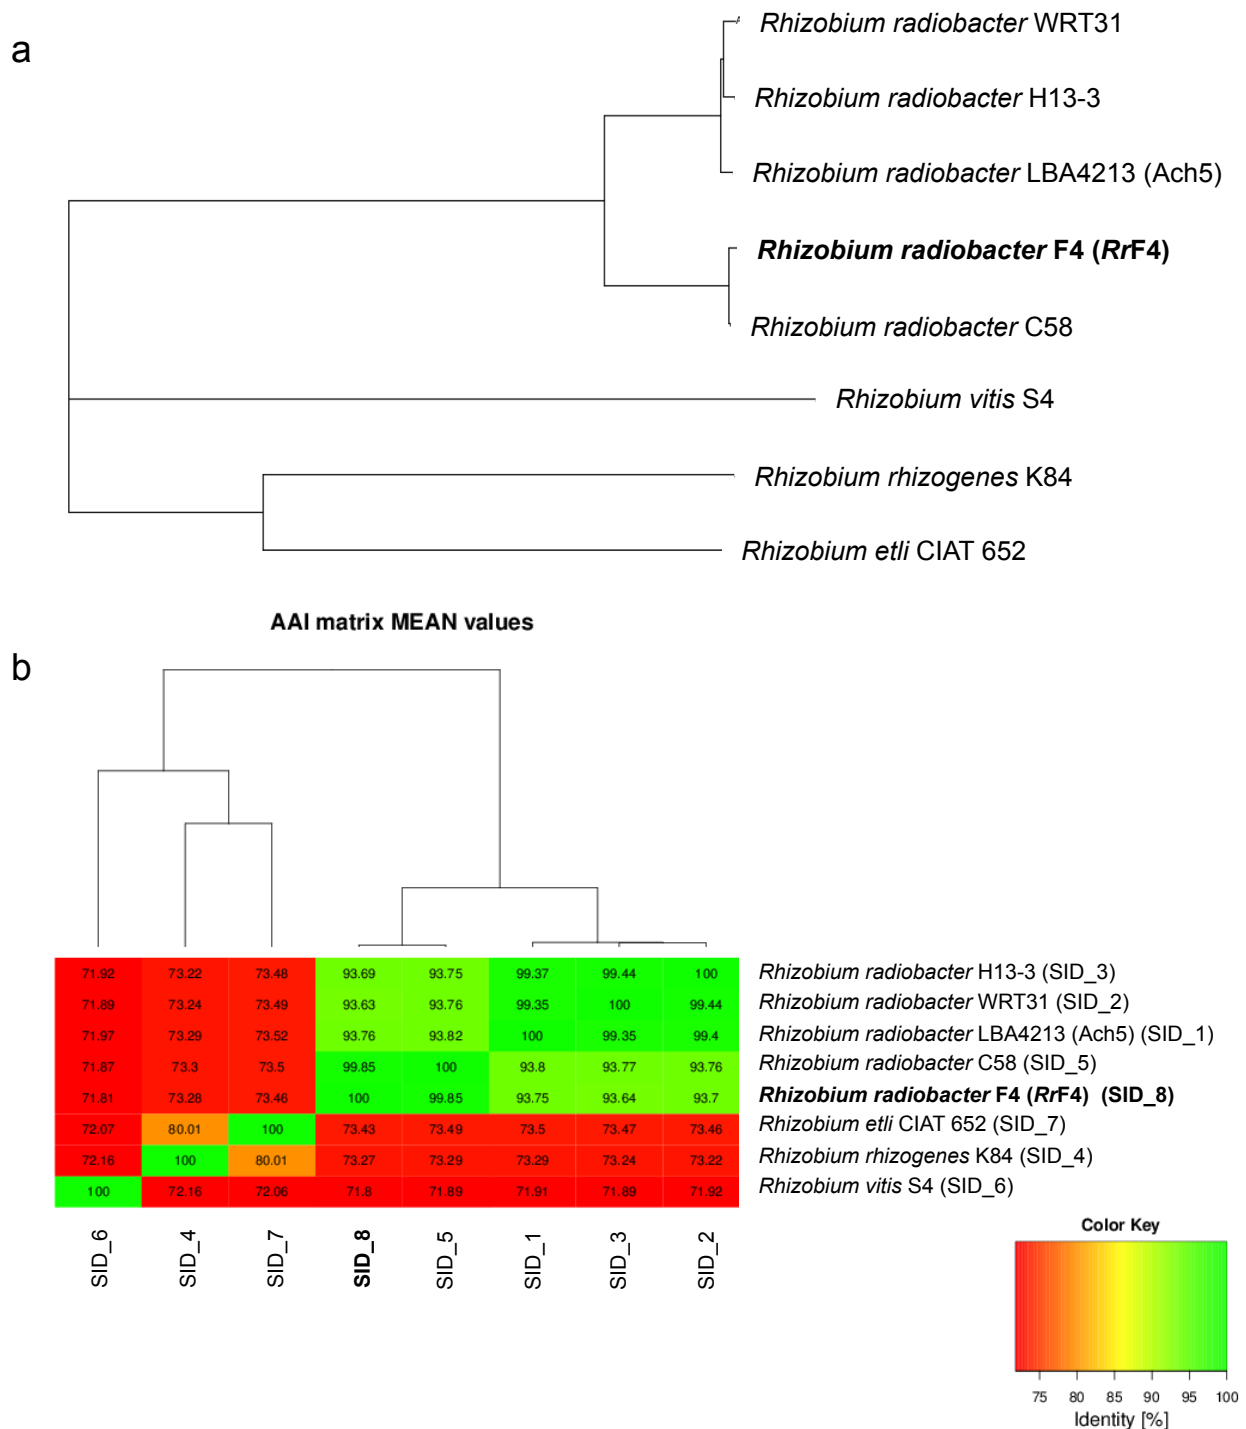 a
Rhizobium radiobacter WRT31
Rhizobium radiobacter H13-3
Rhizobium radiobacter LBA4213 (Ach5)
Rhizobium radiobacter F4 (RrF4)
Rhizobium radiobacter C58
Rhizobium vitis S4
Rhizobium rhizogenes K84
Rhizobium etli CIAT 652
AAI matrix MEAN values
b
71.92 73.22 73.48 93.69 93.75 99.37 99.44 100 Rhizobium radiobacter H13-3 (SID_3)
71.89 73.24 73.49 93.63 93.76 99.35 100 99.44 Rhizobium radiobacter WRT31 (SID_2)
71.97 73.29 73.52 93.76 93.82 100 99.35 99.4 Rhizobium radiobacter LBA4213 (Ach5) (SID_1)
71.87 73.3 73.5 99.85 100 93.8 93.77 93.76 Rhizobium radiobacter C58 (SID_5)
71.81 73.28 73.46 100 99.85 93.75 93.64 93.7 Rhizobium radiobacter F4 (RrF4) (SID_8)
72.07 80.01 100 73.43 73.49 73.5 73.47 73.46 Rhizobium etli CIAT 652 (SID_7)
72.16 100 80.01 73.27 73.29 73.29 73.24 73.22 Rhizobium rhizogenes K84 (SID_4)
100 72.16 72.06 71.8 71.89 71.91 71.89 71.92 Rhizobium vitis S4 (SID_6)
SID_6 SID_4 SID_7 SID_8 SID_5 SID_1 SID_3 SID_2
Color Key
75 80 85 90 95 100
Identity [%]